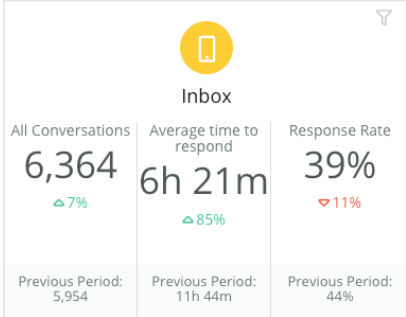 Inbox
All Conversations
6,364
7%
Previous Period:
5,954
Average time to
respond
6h 21m
85%
Previous Period:
11h 44m
Response Rate
39%
11%
Previous Period:
44%